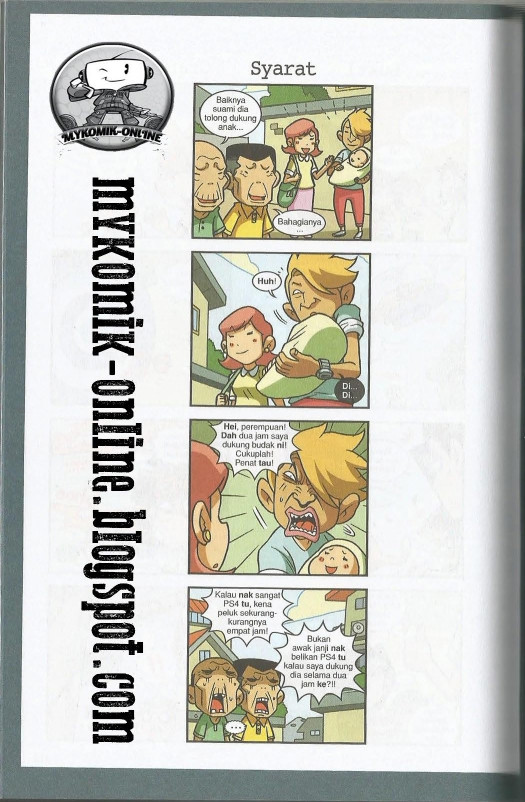 MYKOMIK-ONLINE
mykomik-online.blogspot.com
Syarat
Baiknya
suami dia
tolong dukung
anak...
Bahagianya
...
Huh!
Di...
Di...
Hei, perempuan!
Dah dua jam saya
dukung budak ni!
Cukuplah!
Penat tau!
Kalau nak sangat
PS4 tu, kena
peluk sekurang-
kurangnya
empat jam!
Bukan
awak janji nak
belikan PS4 tu
kalau saya dukung
dia selama dua
jam ke?!!
...